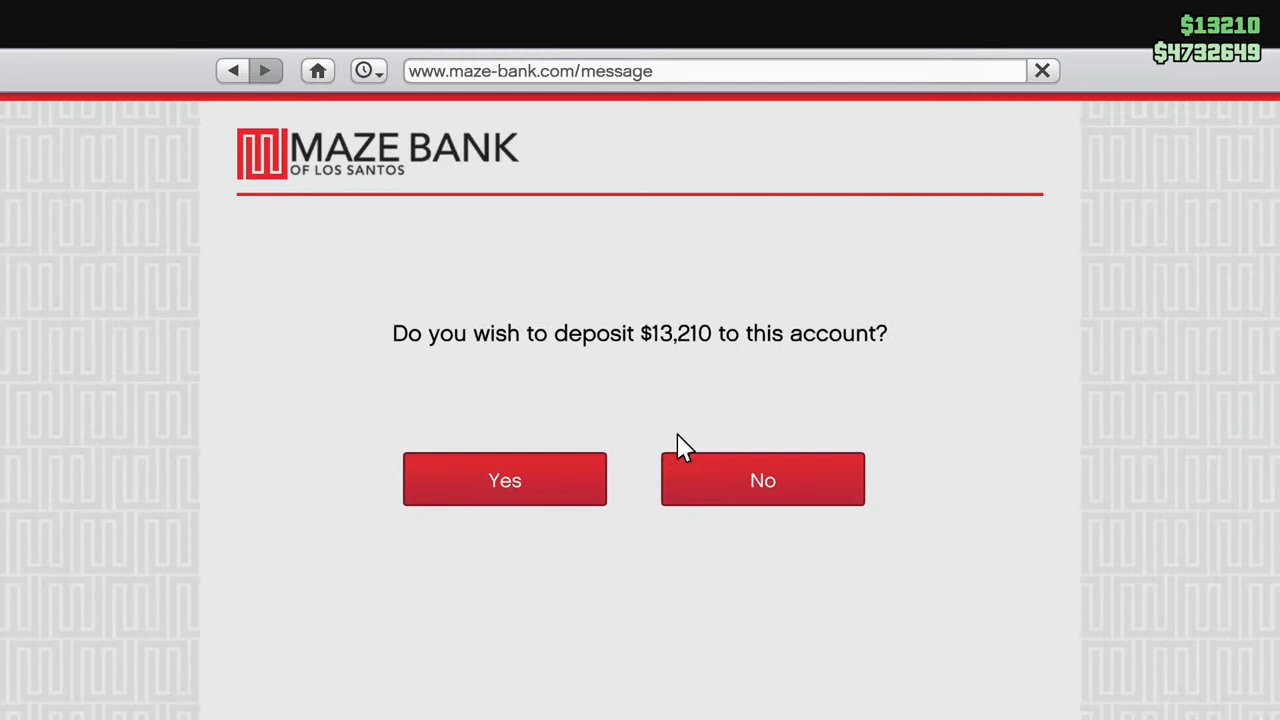 $13210
$4732649
www.maze-bank.com/message
MAZE BANK
OF LOS SANTOS
Do you wish to deposit $13,210 to this account?
Yes
No